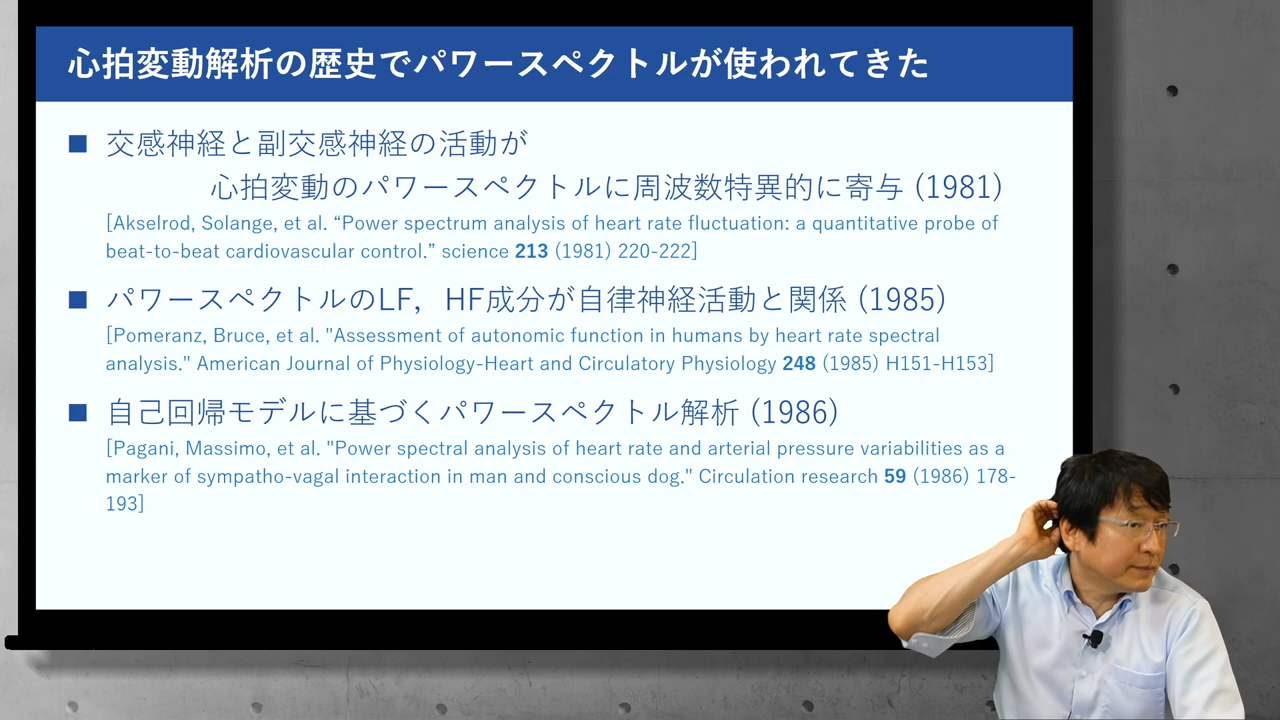 心拍変動解析の歴史でパワースペクトルが使われてきた
■ 交感神経と副交感神経の活動が
心拍変動のパワースペクトルに周波数特異的に寄与 (1981)
[Akselrod, Solange, et al. “Power spectrum analysis of heart rate fluctuation: a quantitative probe of
beat-to-beat cardiovascular control.” science 213 (1981) 220-222]
■ パワースペクトルのLF，HF成分が自律神経活動と関係 (1985)
[Pomeranz, Bruce, et al. "Assessment of autonomic function in humans by heart rate spectral
analysis." American Journal of Physiology-Heart and Circulatory Physiology 248 (1985) H151-H153]
■ 自己回帰モデルに基づくパワースペクトル解析 (1986)
[Pagani, Massimo, et al. "Power spectral analysis of heart rate and arterial pressure variabilities as a
marker of sympatho-vagal interaction in man and conscious dog." Circulation research 59 (1986) 178-
193]